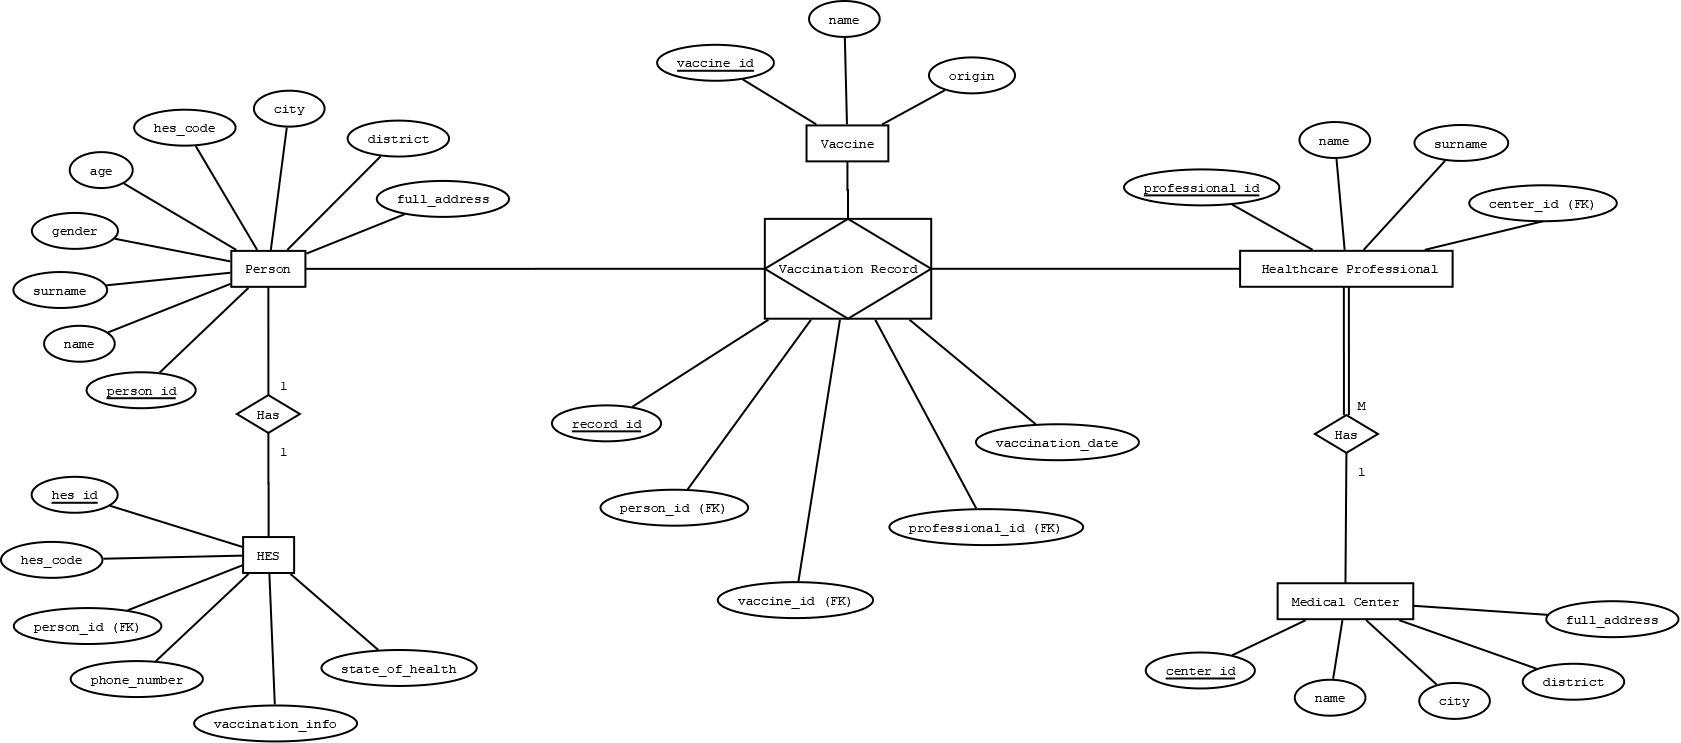 name
vaccine_id
origin
Vaccine
city
hes_code
district
age
full_address
gender
surname
name
person_id
Person
Vaccination Record
name
surname
professional_id
center_id (FK)
Healthcare Professional
1
Has
1
M
Has
1
record_id
vaccination_date
person_id (FK)
professional_id (FK)
vaccine_id (FK)
hes_id
hes_code
HES
person_id (FK)
phone_number
state_of_health
vaccination_info
Medical Center
full_address
center_id
name
city
district